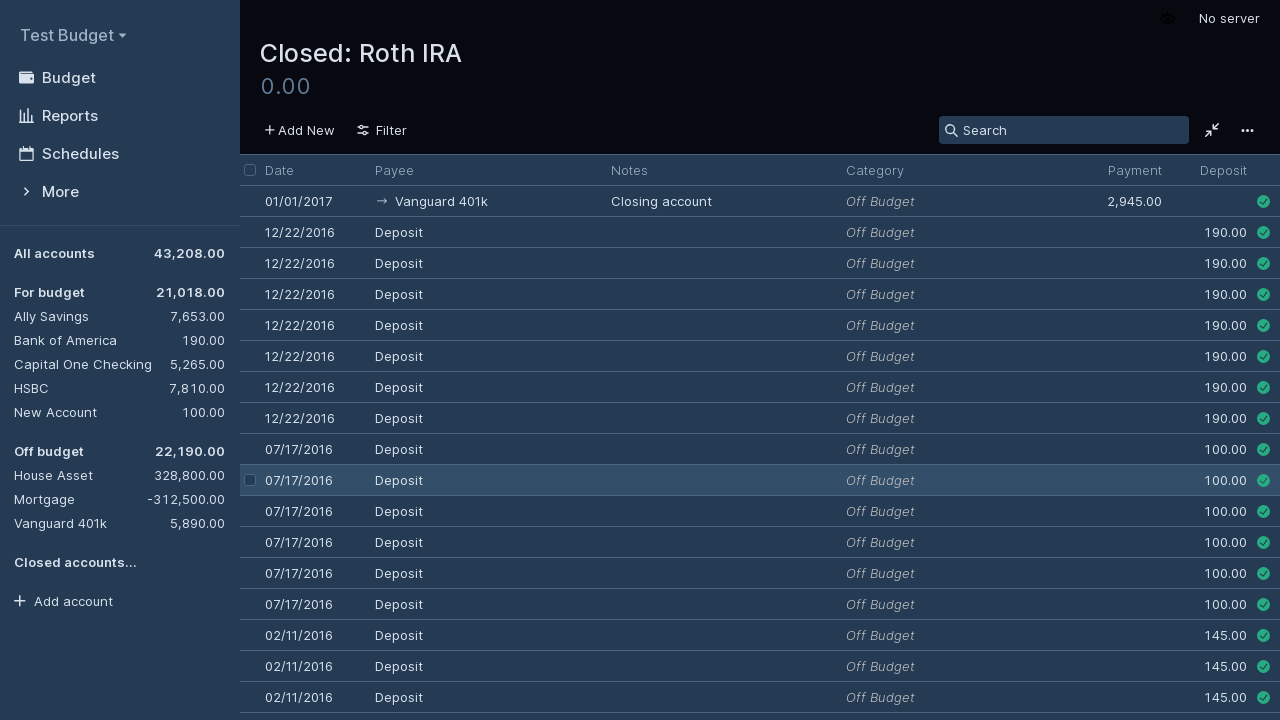 Test Budget
Budget
Reports
Schedules
More
All accounts 43,208.00
For budget 21,018.00
Ally Savings 7,653.00
Bank of America 190.00
Capital One Checking 5,265.00
HSBC 7,810.00
New Account 100.00
Off budget 22,190.00
House Asset 328,800.00
Mortgage -312,500.00
Vanguard 401k 5,890.00
Closed accounts...
Add account
No server
Closed: Roth IRA
0.00
Add New Filter Search
Date Payee Notes Category Payment Deposit
01/01/2017 → Vanguard 401k Closing account Off Budget 2,945.00
12/22/2016 Deposit Off Budget 190.00
12/22/2016 Deposit Off Budget 190.00
12/22/2016 Deposit Off Budget 190.00
12/22/2016 Deposit Off Budget 190.00
12/22/2016 Deposit Off Budget 190.00
12/22/2016 Deposit Off Budget 190.00
12/22/2016 Deposit Off Budget 190.00
07/17/2016 Deposit Off Budget 100.00
07/17/2016 Deposit Off Budget 100.00
07/17/2016 Deposit Off Budget 100.00
07/17/2016 Deposit Off Budget 100.00
07/17/2016 Deposit Off Budget 100.00
07/17/2016 Deposit Off Budget 100.00
02/11/2016 Deposit Off Budget 145.00
02/11/2016 Deposit Off Budget 145.00
02/11/2016 Deposit Off Budget 145.00